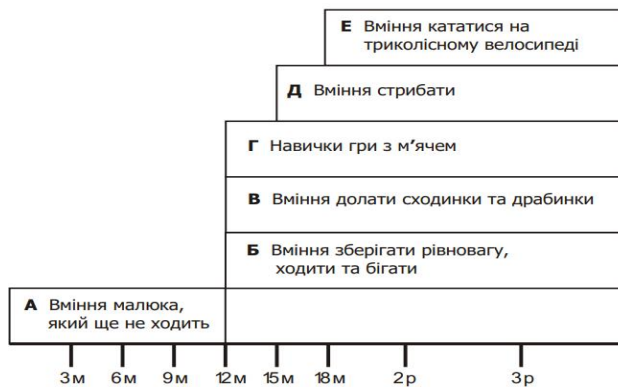 Е Вміння кататися на
триколісному велосипеді
Д Вміння стрибати
Г Навички гри з м’ячем
В Вміння долати сходинки та драбинки
Б Вміння зберігати рівновагу,
ходити та бігати
А Вміння малюка,
який ще не ходить
3м 6м 9м 12м 15м 18м 2р 3р